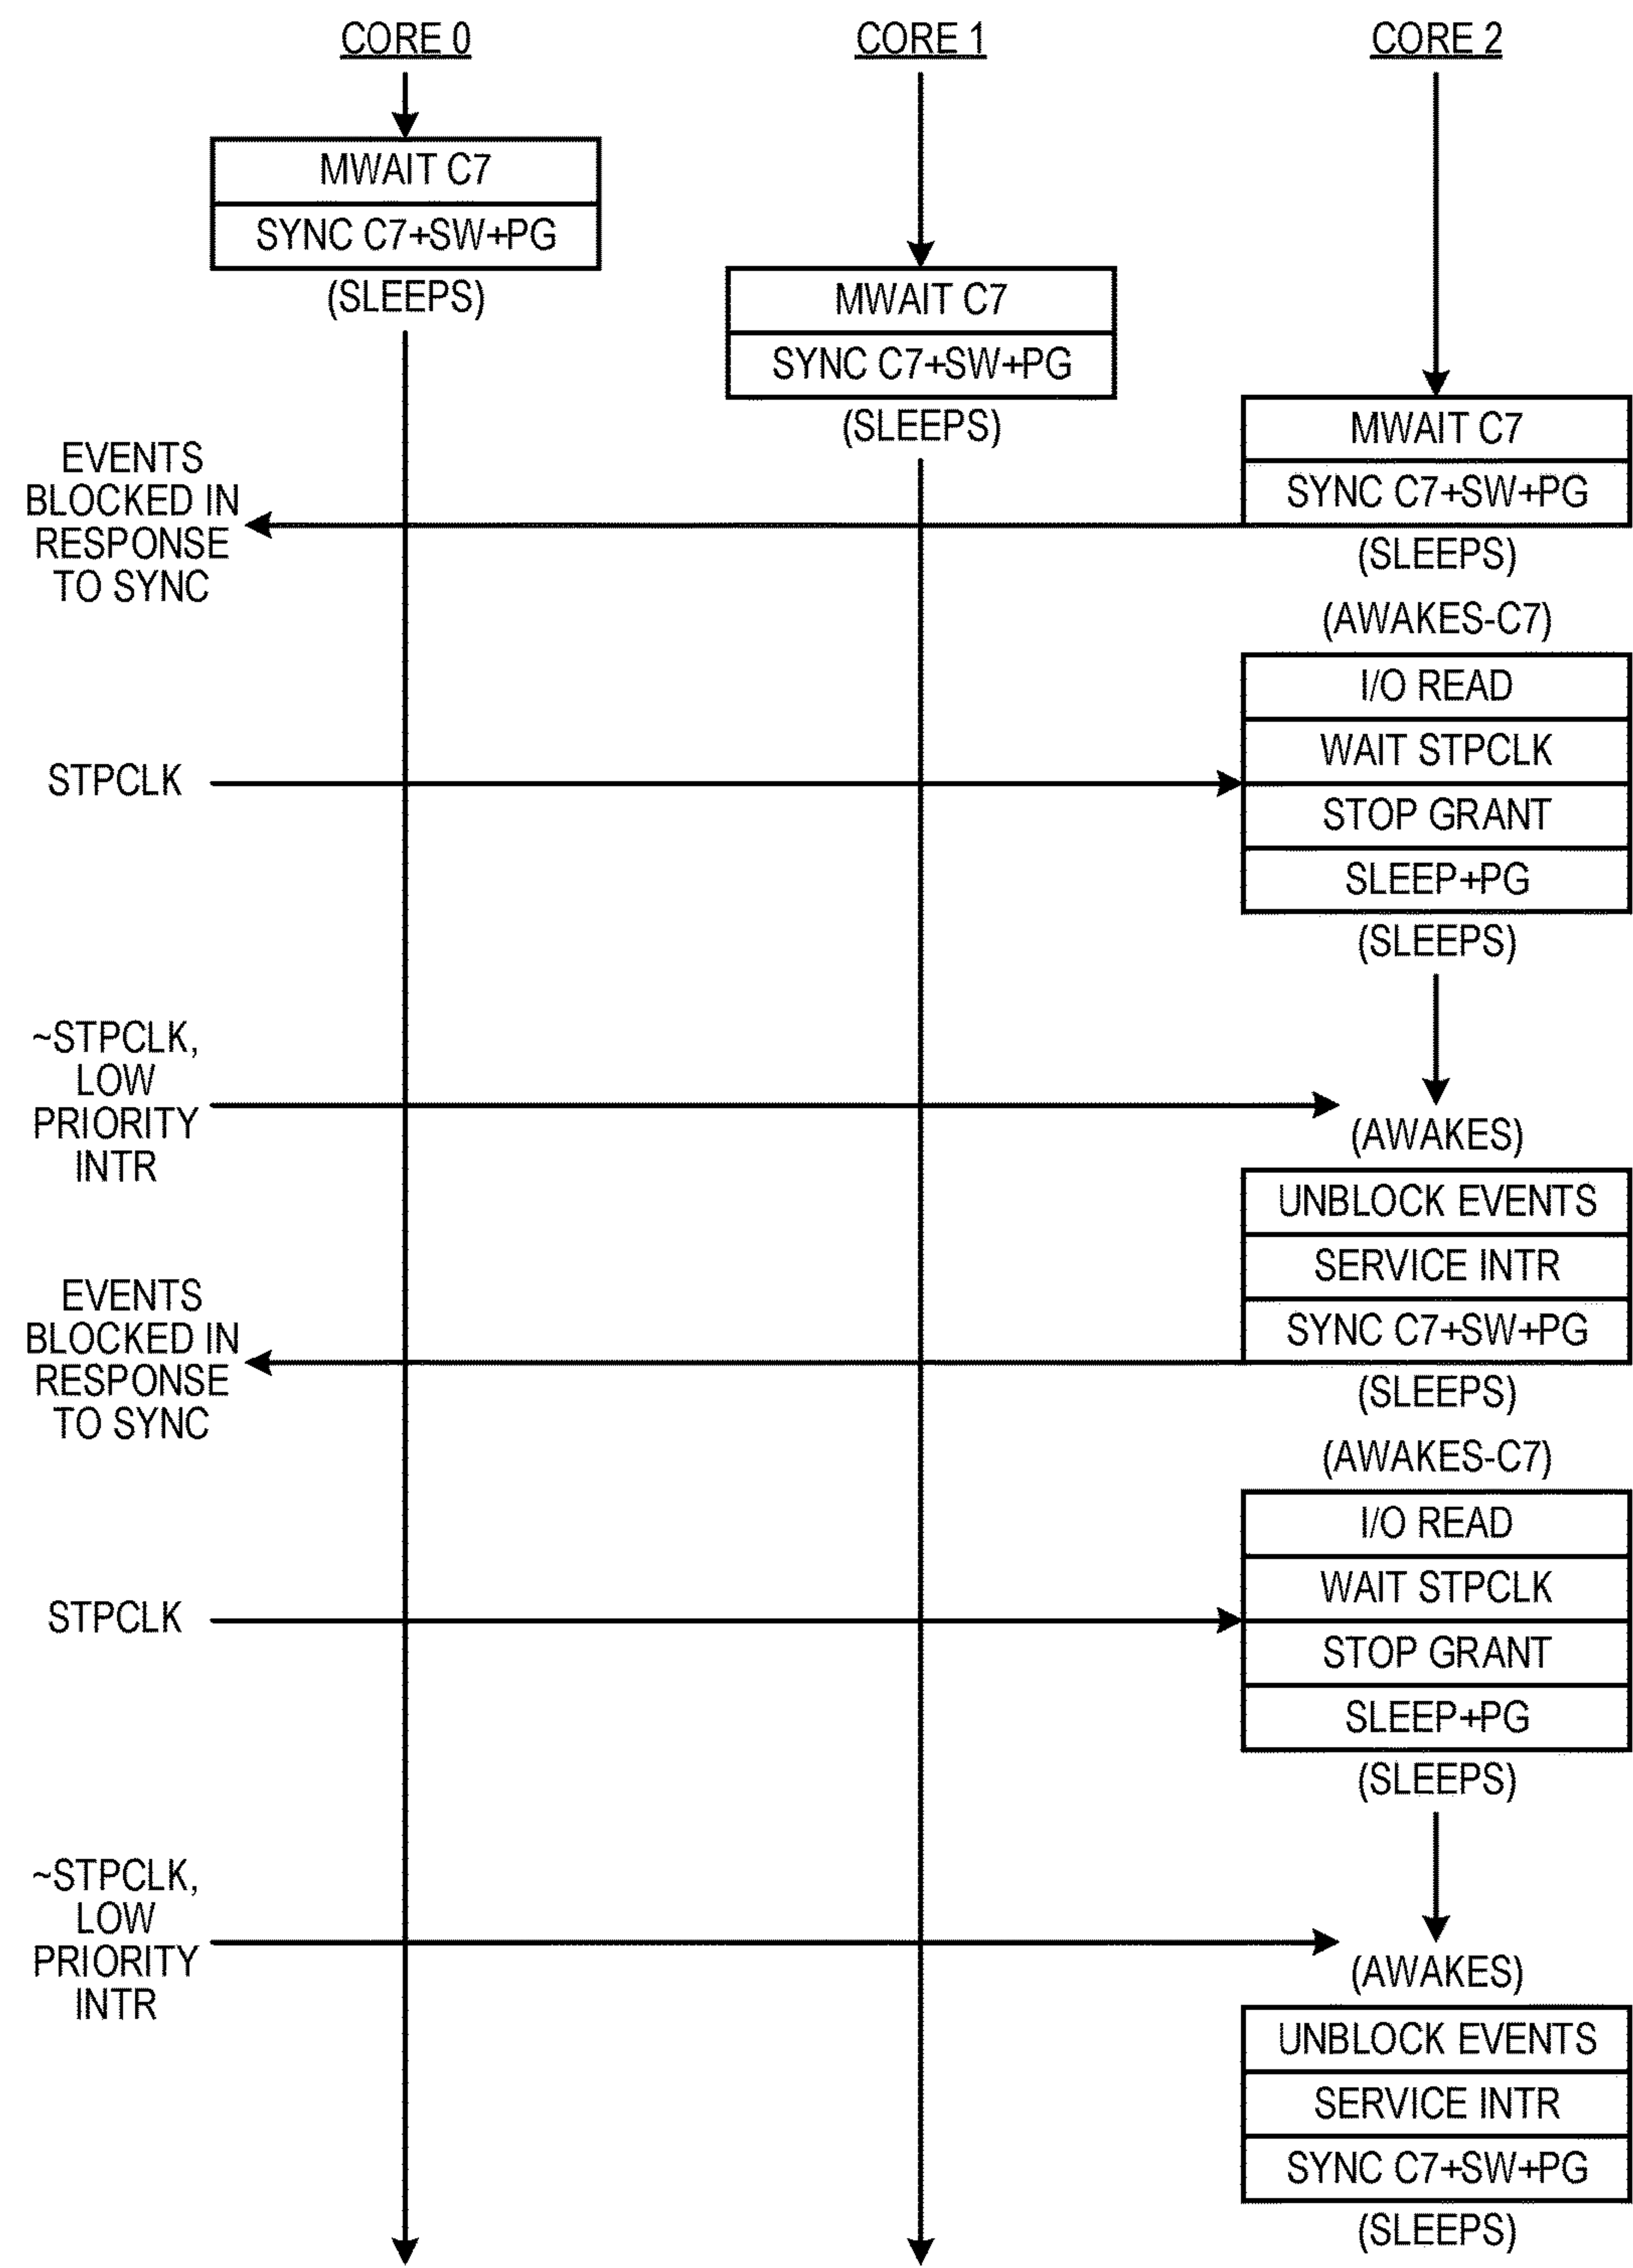 CORE 0
CORE 1
CORE 2
MWAIT C7
SYNC C7+SW+PG
(SLEEPS)
MWAIT C7
SYNC C7+SW+PG
(SLEEPS)
MWAIT C7
SYNC C7+SW+PG
(SLEEPS)
EVENTS
BLOCKED IN
RESPONSE
TO SYNC
(AWAKES-C7)
I/O READ
WAIT STPCLK
STPCLK
STOP GRANT
SLEEP+PG
(SLEEPS)
~STPCLK,
LOW
PRIORITY
INTR
(AWAKES)
UNBLOCK EVENTS
SERVICE INTR
SYNC C7+SW+PG
(SLEEPS)
EVENTS
BLOCKED IN
RESPONSE
TO SYNC
(AWAKES-C7)
I/O READ
WAIT STPCLK
STPCLK
STOP GRANT
SLEEP+PG
(SLEEPS)
~STPCLK,
LOW
PRIORITY
INTR
(AWAKES)
UNBLOCK EVENTS
SERVICE INTR
SYNC C7+SW+PG
(SLEEPS)